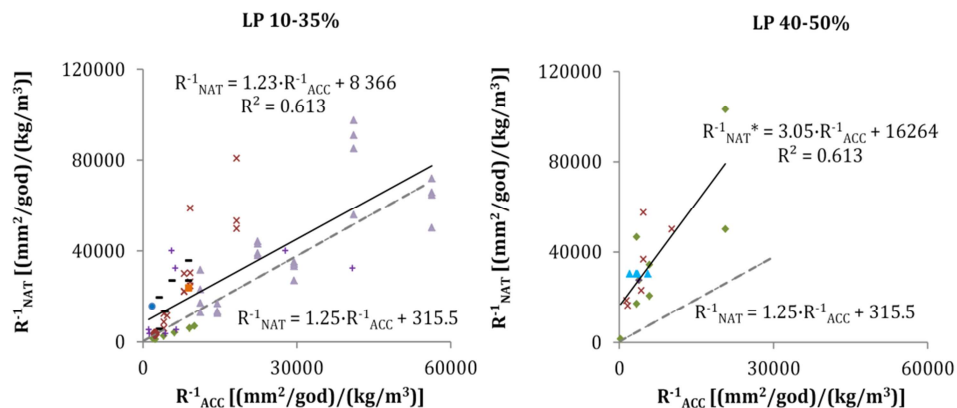 LP 10-35%
R⁻¹NAT [(mm²/god)/(kg/m³)]
120000
80000
40000
0
R⁻¹NAT = 1.23·R⁻¹ACC + 8 366
R² = 0.613
R⁻¹NAT = 1.25·R⁻¹ACC + 315.5
0 30000 60000
R⁻¹ACC [(mm²/god)/(kg/m³)]
LP 40-50%
R⁻¹NAT [(mm²/god)/(kg/m³)]
120000
80000
40000
0
R⁻¹NAT* = 3.05·R⁻¹ACC + 16264
R² = 0.613
R⁻¹NAT = 1.25·R⁻¹ACC + 315.5
0 30000 60000
R⁻¹ACC [(mm²/god)/(kg/m³)]